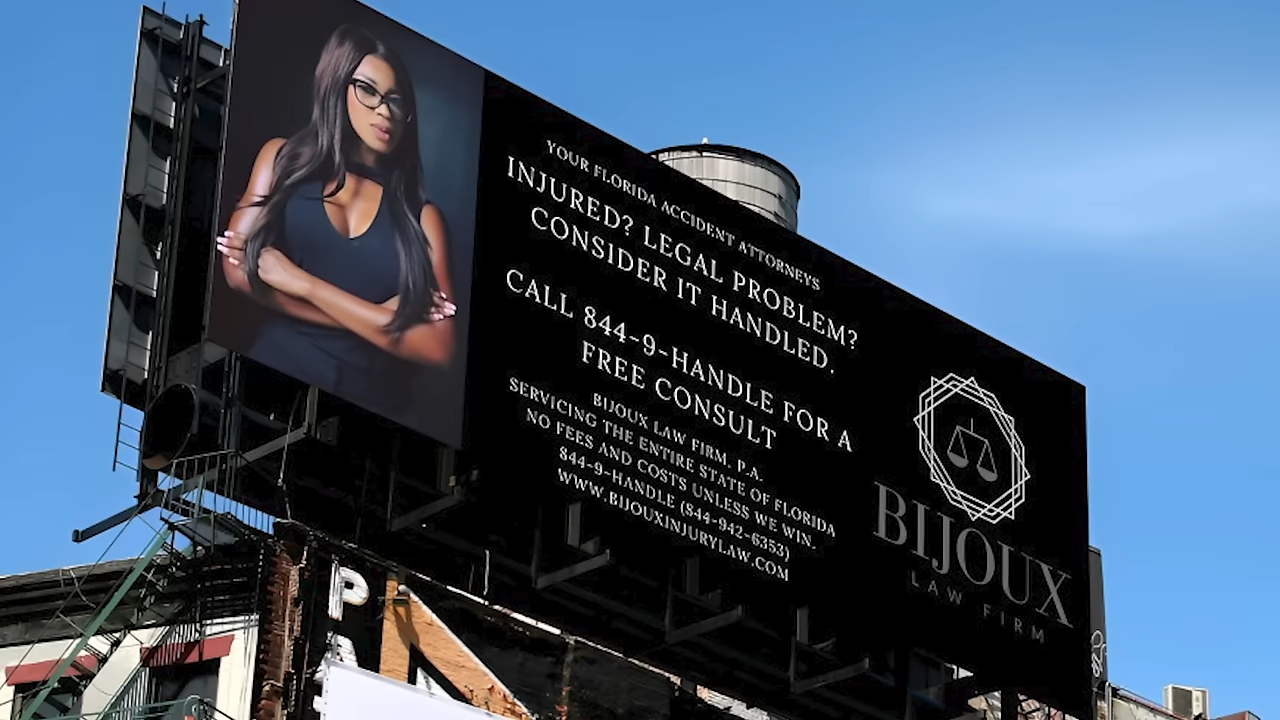 YOUR FLORIDA ACCIDENT ATTORNEYS
INJURED? LEGAL PROBLEM?
CONSIDER IT HANDLED.
CALL 844-9-HANDLE FOR A
FREE CONSULT
BIJOUX LAW FIRM, P.A.
SERVICING THE ENTIRE STATE OF FLORIDA
NO FEES AND COSTS UNLESS WE WIN.
844-9-HANDLE (844-942-6353)
WWW.BIJOUXINJURYLAW.COM
BIJOUX
LAW FIRM